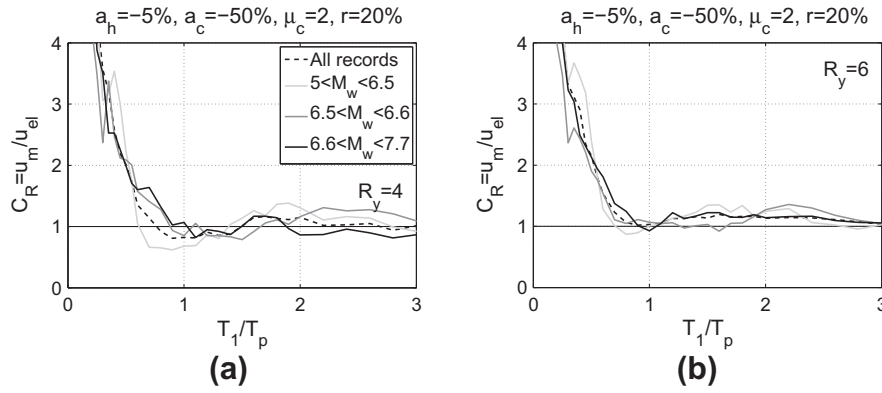 a_h=−5%, a_c=−50%, μ_c=2, r=20%
4
3
2
1
0
C_R=u_m/u_el
All records
5<M_w<6.5
6.5<M_w<6.6
6.6<M_w<7.7
R_y=4
0 1 2 3
T_1/T_p
(a)
a_h=−5%, a_c=−50%, μ_c=2, r=20%
4
3
2
1
0
C_R=u_m/u_el
R_y=6
0 1 2 3
T_1/T_p
(b)